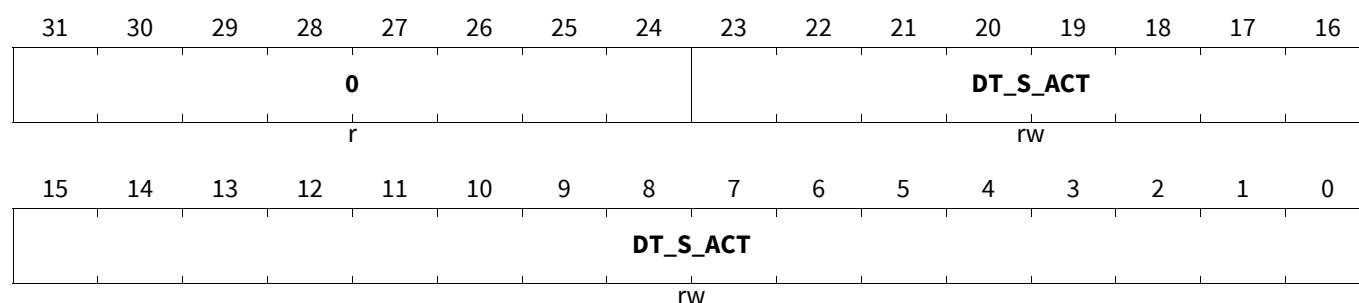 31 30 29 28 27 26 25 24 23 22 21 20 19 18 17 16
0 DT_S_ACT
r rw
15 14 13 12 11 10 9 8 7 6 5 4 3 2 1 0
DT_S_ACT
rw